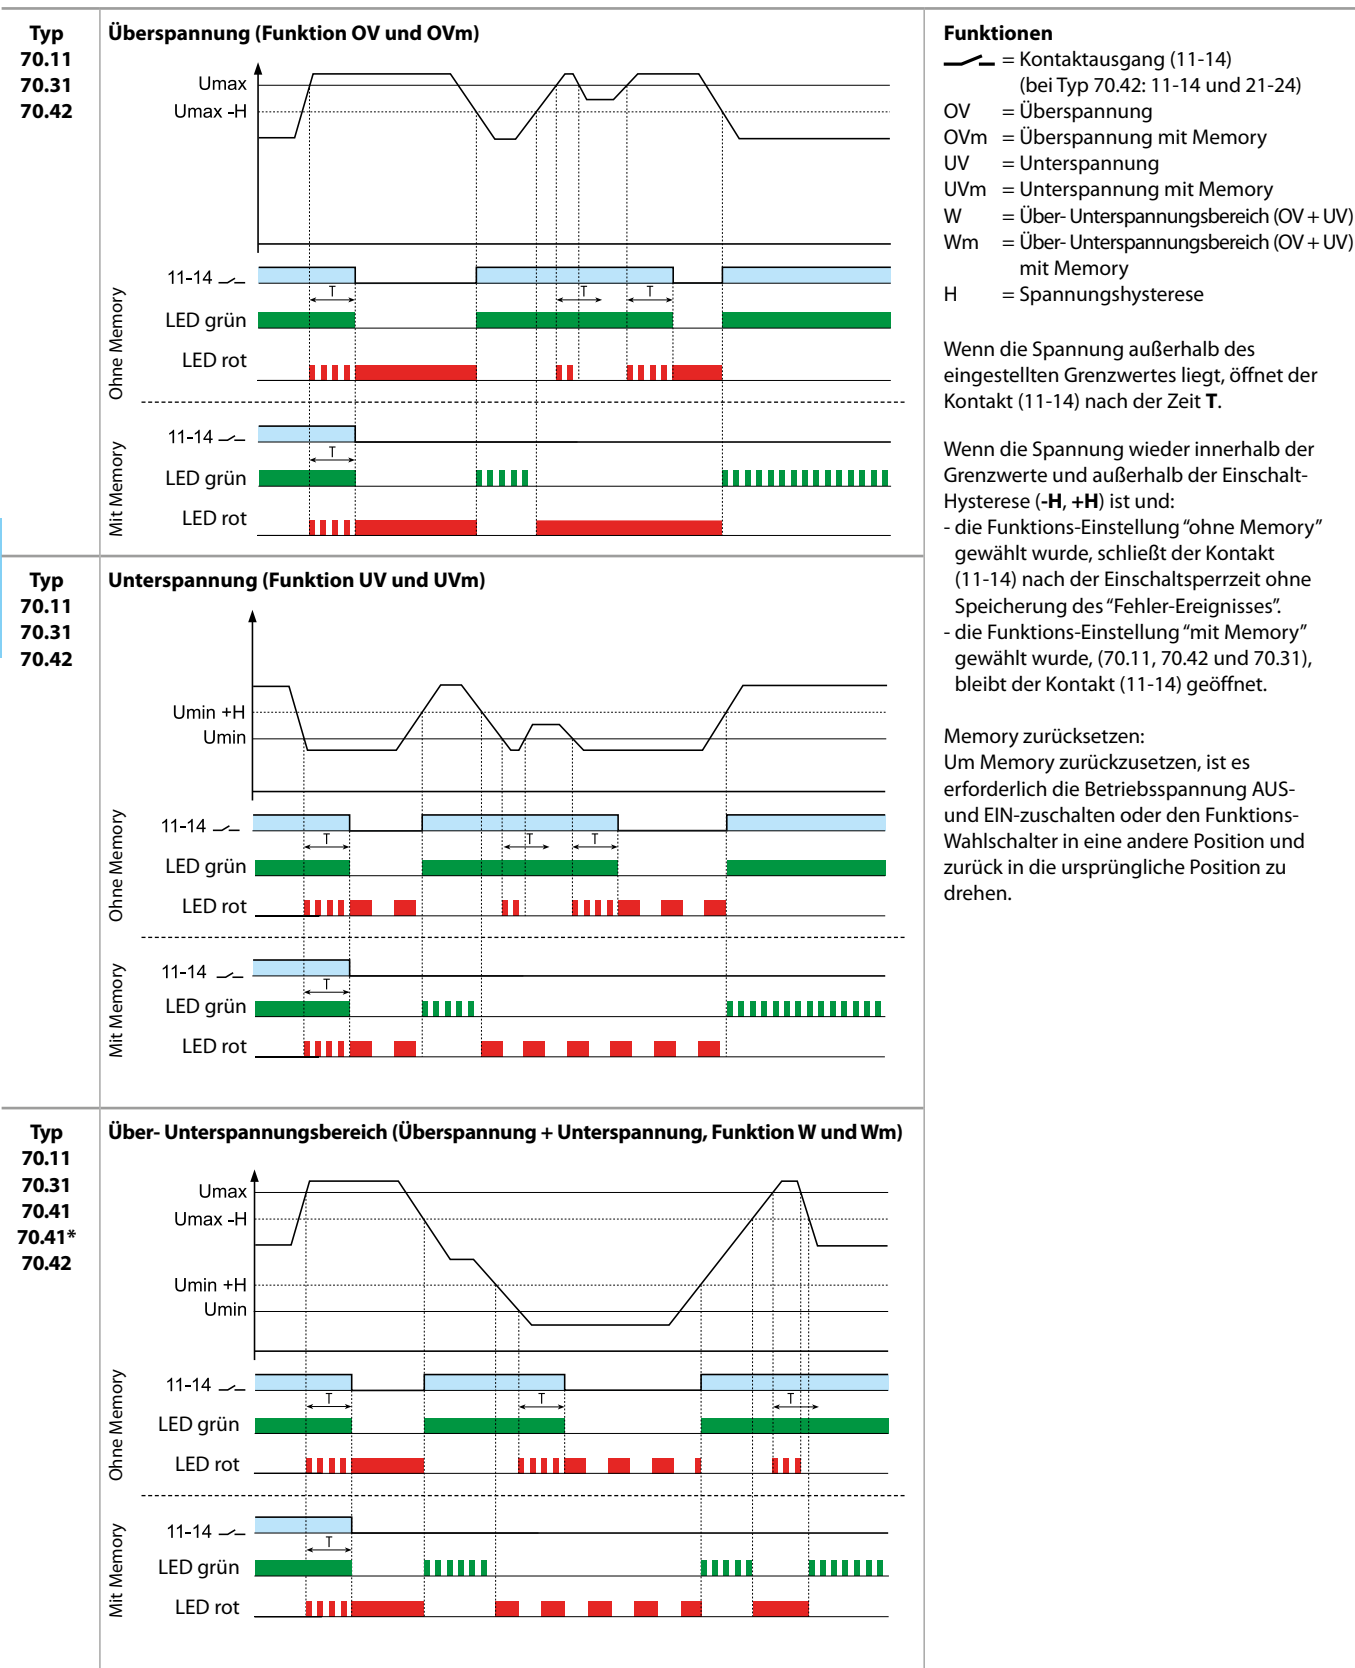 Typ
70.11
70.31
70.42
Überspannung (Funktion OV und OVm)
Umax
Umax -H
Ohne Memory
11-14
T
T
T
LED grün
LED rot
Mit Memory
11-14
T
LED grün
LED rot
Typ
70.11
70.31
70.42
Unterspannung (Funktion UV und UVm)
Umin +H
Umin
Ohne Memory
11-14
T
T
T
LED grün
LED rot
Mit Memory
11-14
T
LED grün
LED rot
Typ
70.11
70.31
70.41
70.41*
70.42
Über- Unterspannungsbereich (Überspannung + Unterspannung, Funktion W und Wm)
Umax
Umax -H
Umin +H
Umin
Ohne Memory
11-14
T
T
T
LED grün
LED rot
Mit Memory
11-14
T
LED grün
LED rot
Funktionen
= Kontaktausgang (11-14)
(bei Typ 70.42: 11-14 und 21-24)
OV = Überspannung
OVm = Überspannung mit Memory
UV = Unterspannung
UVm = Unterspannung mit Memory
W = Über- Unterspannungsbereich (OV + UV)
Wm = Über- Unterspannungsbereich (OV + UV)
mit Memory
H = Spannungshysterese
Wenn die Spannung außerhalb des
eingestellten Grenzwertes liegt, öffnet der
Kontakt (11-14) nach der Zeit T.
Wenn die Spannung wieder innerhalb der
Grenzwerte und außerhalb der Einschalt-
Hysterese (-H, +H) ist und:
- die Funktions-Einstellung “ohne Memory”
gewählt wurde, schließt der Kontakt
(11-14) nach der Einschaltsperrzeit ohne
Speicherung des “Fehler-Ereignisses”.
- die Funktions-Einstellung “mit Memory”
gewählt wurde, (70.11, 70.42 und 70.31),
bleibt der Kontakt (11-14) geöffnet.
Memory zurücksetzen:
Um Memory zurückzusetzen, ist es
erforderlich die Betriebsspannung AUS-
und EIN-zuschalten oder den Funktions-
Wahlschalter in eine andere Position und
zurück in die ursprüngliche Position zu
drehen.